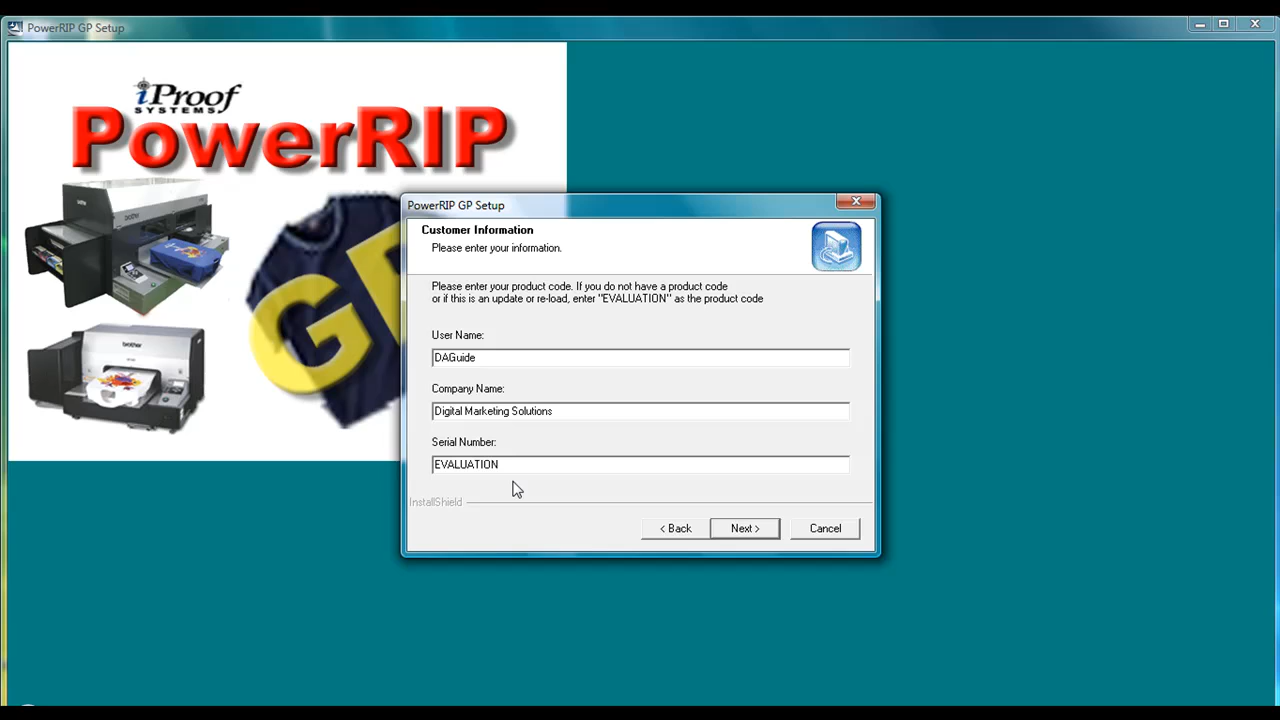 PowerRIP GP Setup
iProof
SYSTEMS
PowerRIP
brother
brother
GP
PowerRIP GP Setup
Customer Information
Please enter your information.
Please enter your product code. If you do not have a product code
or if this is an update or re-load, enter "EVALUATION" as the product code
User Name:
DAGuide
Company Name:
Digital Marketing Solutions
Serial Number:
EVALUATION
InstallShield
< Back
Next >
Cancel